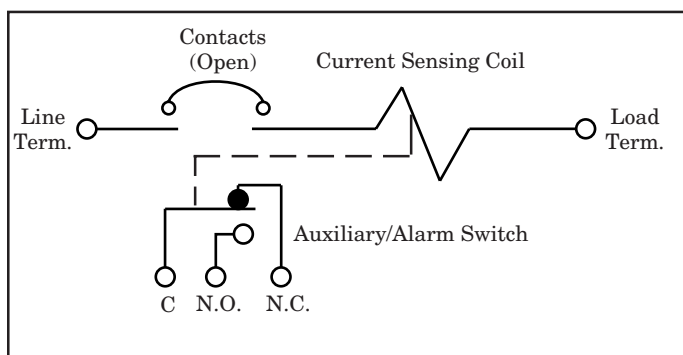 Contacts
(Open)
Current Sensing Coil
Line
Term.
Load
Term.
Auxiliary/Alarm Switch
C N.O. N.C.